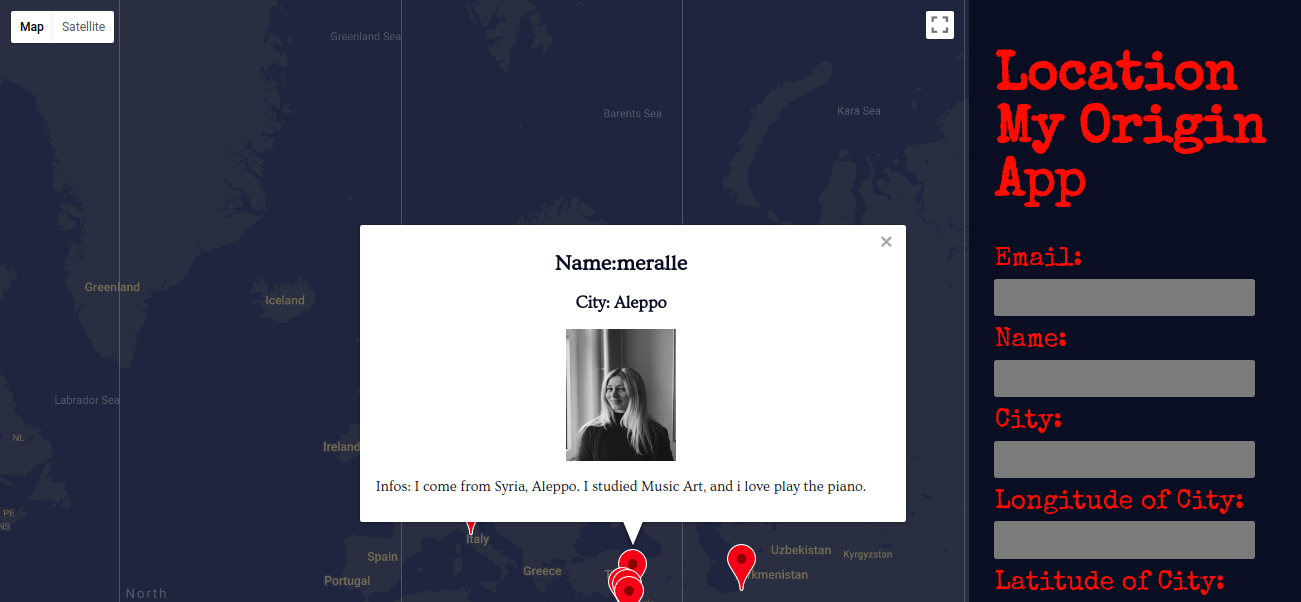 Map Satellite
Greenland Sea
Barents Sea
Kara Sea
Greenland
Iceland
Labrador Sea
NL
Ireland
PE
NS
Name:meralle
City: Aleppo
Infos: I come from Syria, Aleppo. I studied Music Art, and i love play the piano.
Italy
Spain
Portugal
Greece
Uzbekistan
Kyrgyzstan
North
Location
My Origin
App
Email:
Name:
City:
Longitude of City:
Latitude of City: